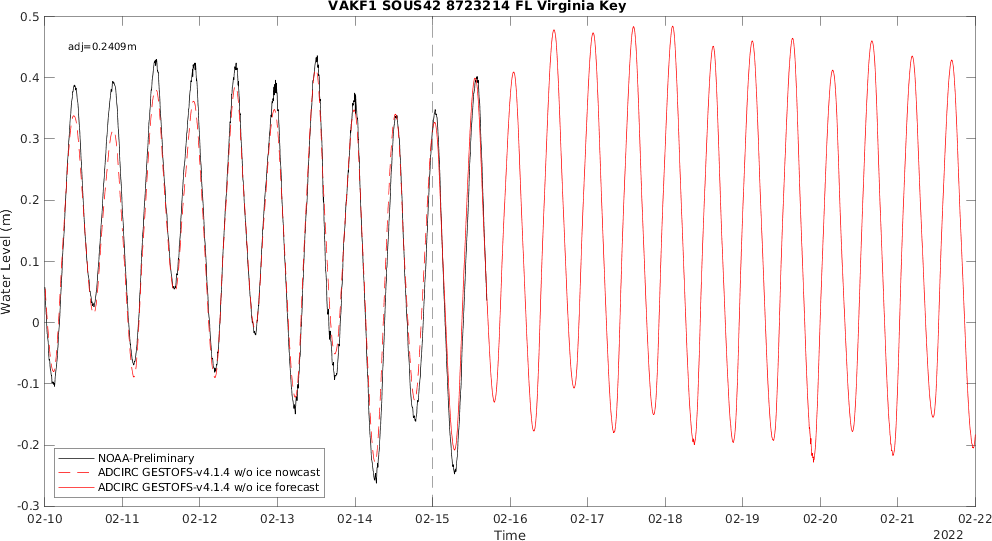 VAKF1 SOUS42 8723214 FL Virginia Key
adj=0.2409m
Water Level (m)
0.5
0.4
0.3
0.2
0.1
0
-0.1
-0.2
-0.3
NOAA-Preliminary
ADCIRC GESTOFS-v4.1.4 w/o ice nowcast
ADCIRC GESTOFS-v4.1.4 w/o ice forecast
02-10 02-11 02-12 02-13 02-14 02-15 02-16 02-17 02-18 02-19 02-20 02-21 02-22
Time
2022